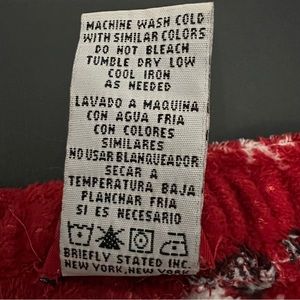 MACHINE WASH COLD
WITH SIMILAR COLORS
DO NOT BLEACH
TUMBLE DRY LOW
COOL IRON
AS NEEDED
LAVADO A MAQUINA
CON AGUA FRIA
CON COLORES
SIMILARES
NO USAR BLANQUEADOR
SECAR A
TEMPERATURA BAJA
PLANCHAR FRIA
SI ES NECESARIO
BRIEFLY STATED INC.
NEW YORK, NEW YORK